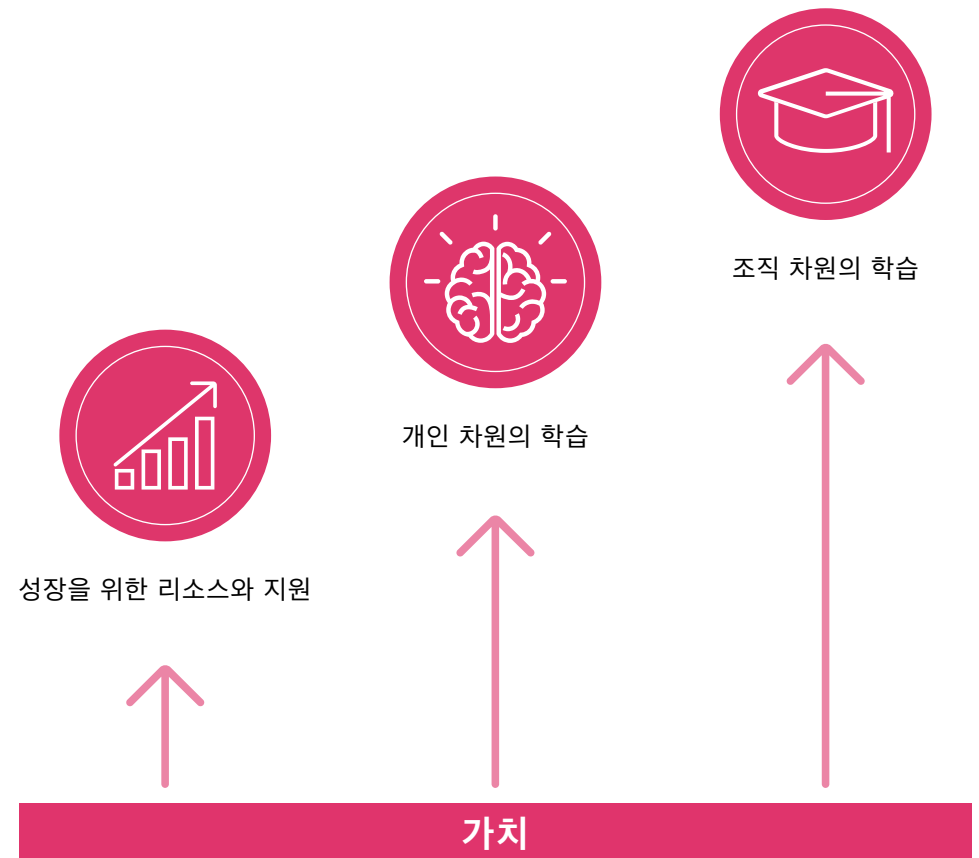 조직 차원의 학습
개인 차원의 학습
성장을 위한 리소스와 지원
가치